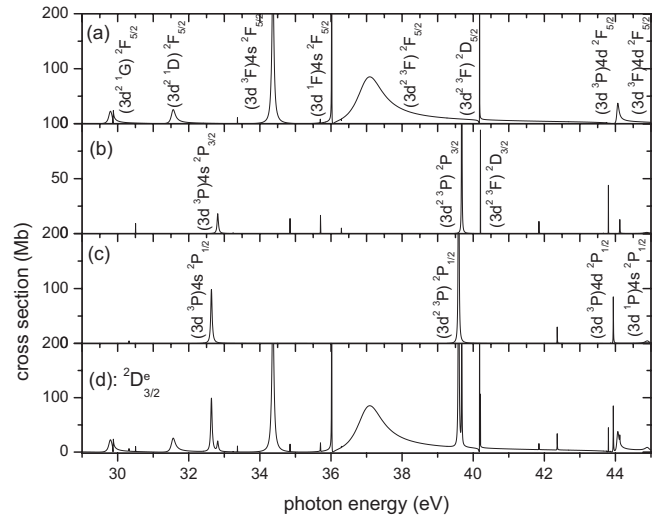 200
(a)
100
(3d² ¹G) ²F₅/₂
(3d² ¹D) ²F₅/₂
(3d ³F)4s ²F₅/₂
(3d ¹F)4s ²F₅/₂
(3d² ³F) ²F₅/₂
(3d² ³F) ²D₅/₂
(3d ³P)4d ²F₅/₂
(3d ³F)4d ²F₅/₂
100
(b)
50
(3d ³P)4s ²P₃/₂
(3d² ³P) ²P₃/₂
(3d² ³F) ²D₃/₂
200
(c)
100
(3d ³P)4s ²P₁/₂
(3d² ³P) ²P₁/₂
(3d ³P)4d ²P₁/₂
(3d ¹P)4s ²P₁/₂
200
(d): ²Dᵉ₃/₂
100
0
cross section (Mb)
30 32 34 36 38 40 42 44
photon energy (eV)